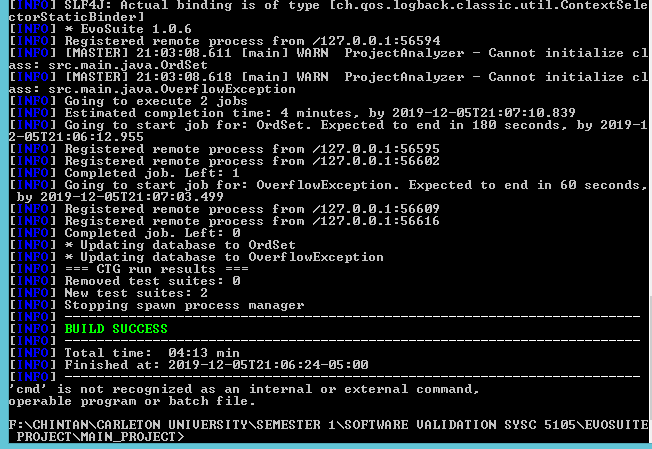 [INFO] SLF4J: Actual binding is of type [ch.qos.logback.classic.util.ContextSele
ctorStaticBinder]
[INFO] * EvoSuite 1.0.6
[INFO] Registered remote process from /127.0.0.1:56594
[INFO] [MASTER] 21:03:08.611 [main] WARN  ProjectAnalyzer - Cannot initialize cl
ass: src.main.java.OrdSet
[INFO] [MASTER] 21:03:08.618 [main] WARN  ProjectAnalyzer - Cannot initialize cl
ass: src.main.java.OverflowException
[INFO] Going to execute 2 jobs
[INFO] Estimated completion time: 4 minutes, by 2019-12-05T21:07:10.839
[INFO] Going to start job for: OrdSet. Expected to end in 180 seconds, by 2019-1
2-05T21:06:12.955
[INFO] Registered remote process from /127.0.0.1:56595
[INFO] Registered remote process from /127.0.0.1:56602
[INFO] Completed job. Left: 1
[INFO] Going to start job for: OverflowException. Expected to end in 60 seconds,
 by 2019-12-05T21:07:03.499
[INFO] Registered remote process from /127.0.0.1:56609
[INFO] Registered remote process from /127.0.0.1:56616
[INFO] Completed job. Left: 0
[INFO] * Updating database to OrdSet
[INFO] * Updating database to OverflowException
[INFO] === CTG run results ===
[INFO] Removed test suites: 0
[INFO] New test suites: 2
[INFO] Stopping spawn process manager
[INFO] ------------------------------------------------------------------------
[INFO] BUILD SUCCESS
[INFO] ------------------------------------------------------------------------
[INFO] Total time:  04:13 min
[INFO] Finished at: 2019-12-05T21:06:24-05:00
[INFO] ------------------------------------------------------------------------
'cmd' is not recognized as an internal or external command,
operable program or batch file.
F:\CHINTAN\CARLETON UNIVERSITY\SEMESTER 1\SOFTWARE VALIDATION SYSC 5105\EVOSUITE
 PROJECT\MAIN_PROJECT>